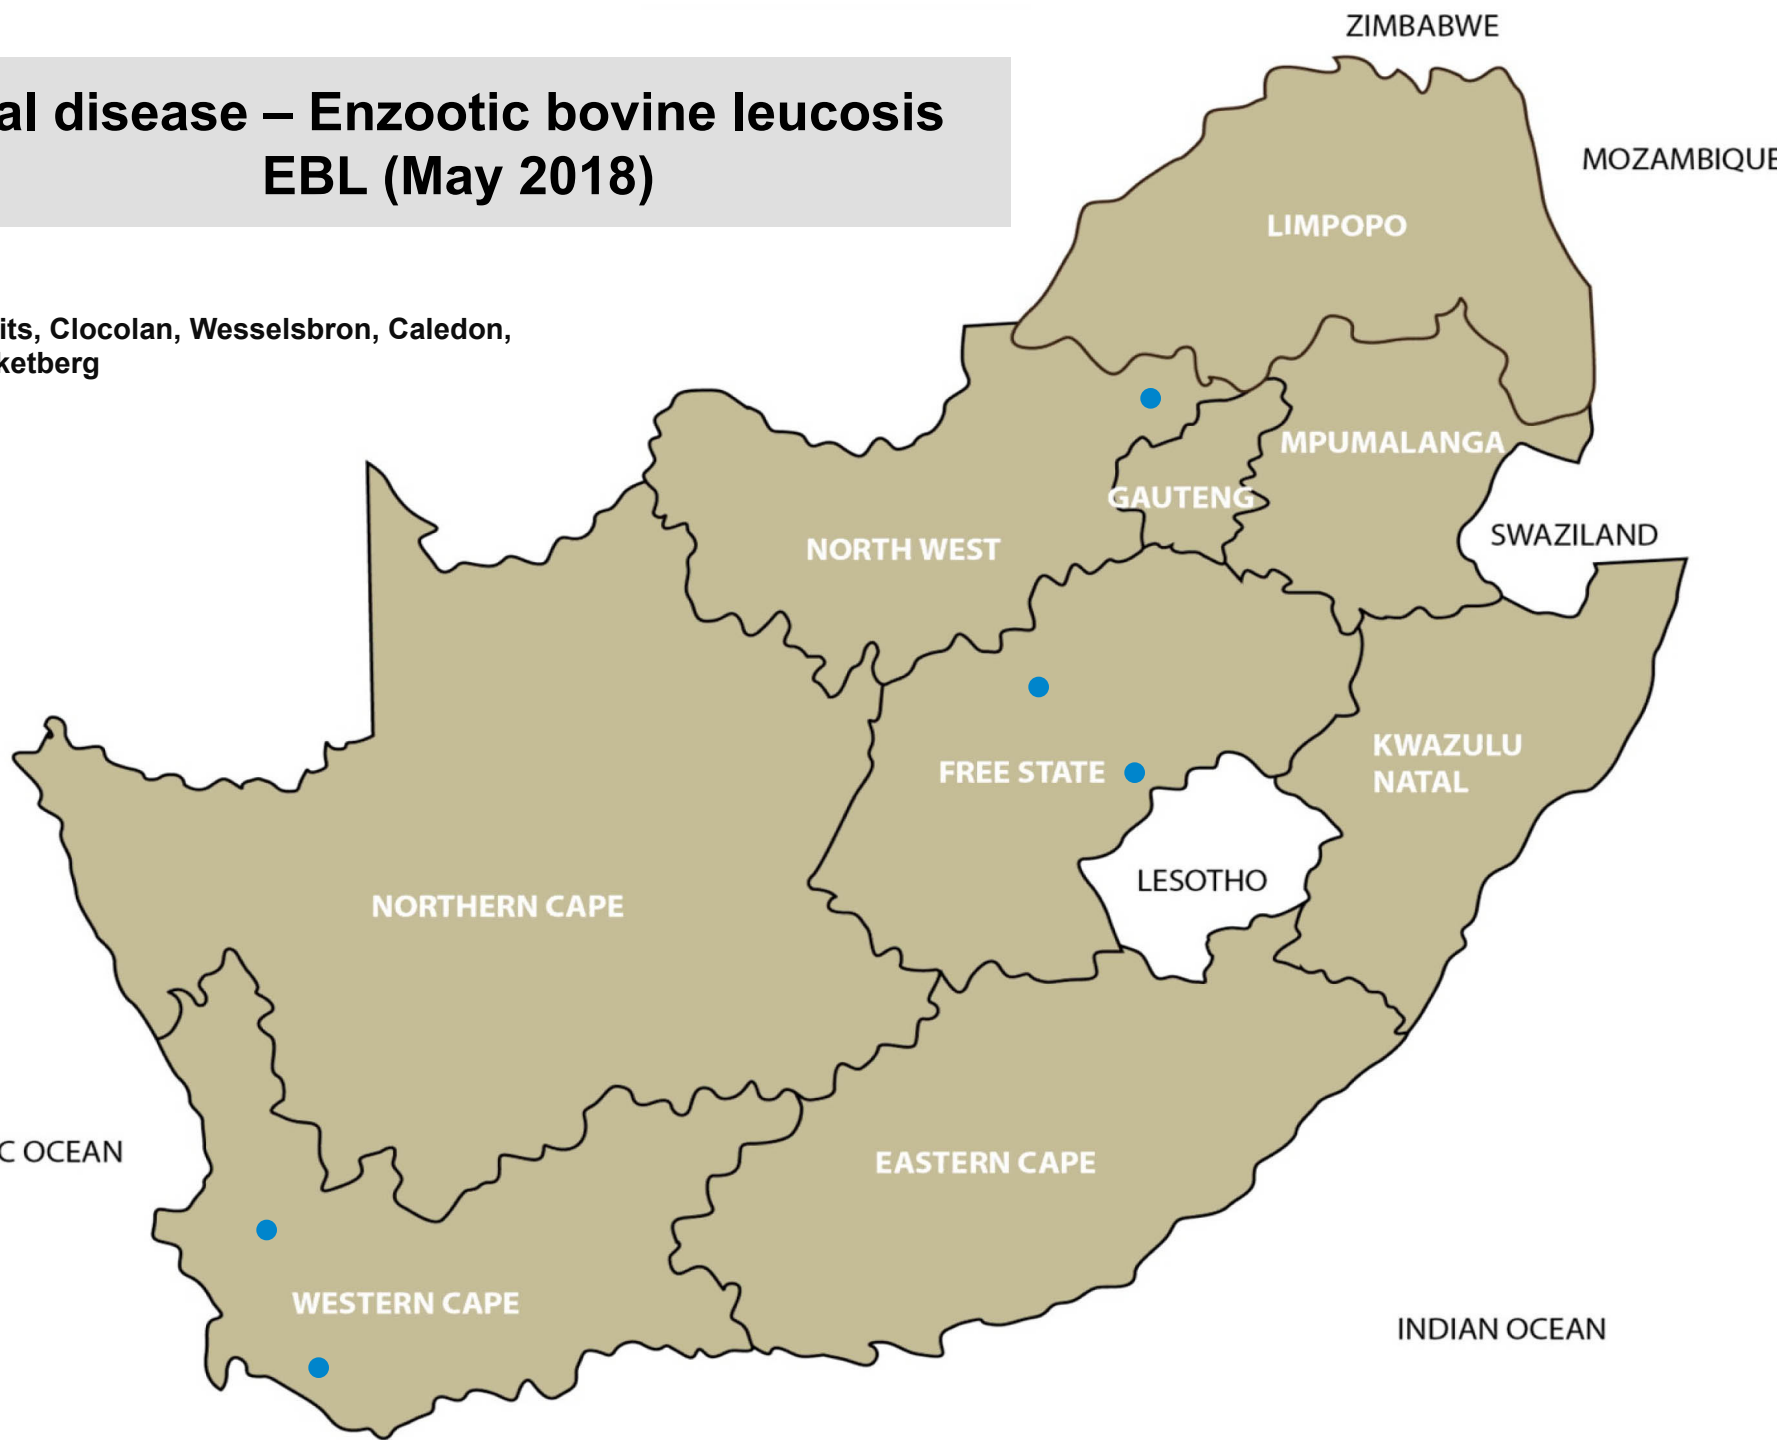 ZIMBABWE
al disease – Enzootic bovine leucosis
EBL (May 2018)
MOZAMBIQUE
LIMPOPO
its, Clocolan, Wesselsbron, Caledon,
ketberg
MPUMALANGA
GAUTENG
SWAZILAND
NORTH WEST
KWAZULU
NATAL
FREE STATE
LESOTHO
NORTHERN CAPE
C OCEAN
EASTERN CAPE
WESTERN CAPE
INDIAN OCEAN